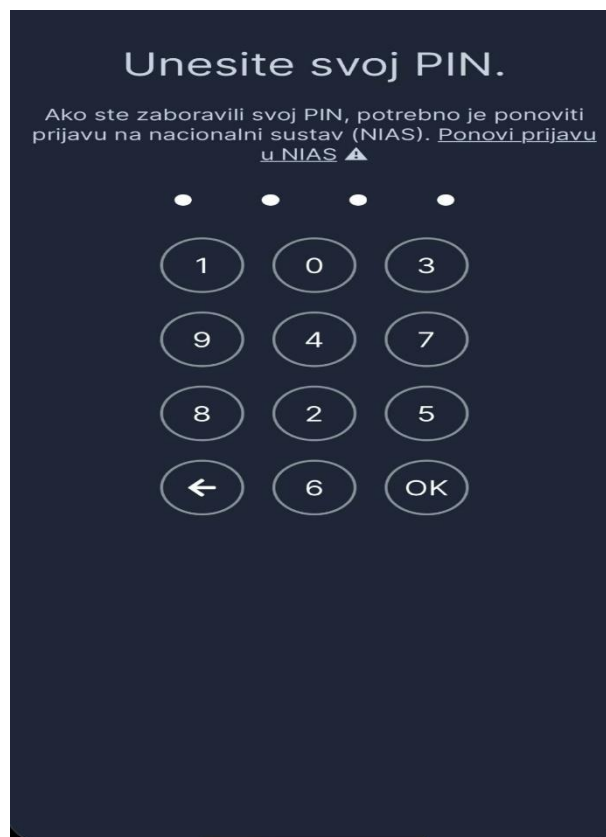 Unesite svoj PIN.
Ako ste zaboravili svoj PIN, potrebno je ponoviti
prijavu na nacionalni sustav (NIAS). Ponovi prijavu
u NIAS
1 0 3
9 4 7
8 2 5
6 OK